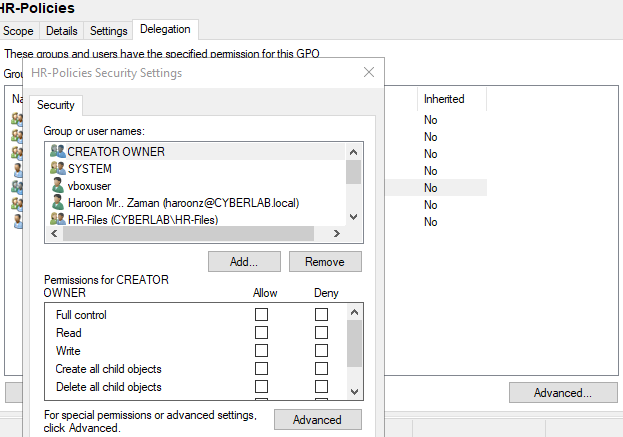 HR-Policies
Scope Details Settings Delegation
These groups and users have the specified permission for this GPO
HR-Policies Security Settings
Inherited
Security
No
Group or user names:
No
CREATOR OWNER
No
SYSTEM
No
vboxuser
No
Haroon Mr.. Zaman (haroonz@CYBERLAB.local)
No
HR-Files (CYBERLAB\HR-Files)
No
Add... Remove
Permissions for CREATOR
OWNER Allow Deny
Full control
Read
Write
Create all child objects
Delete all child objects
Advanced...
For special permissions or advanced settings,
click Advanced.
Advanced